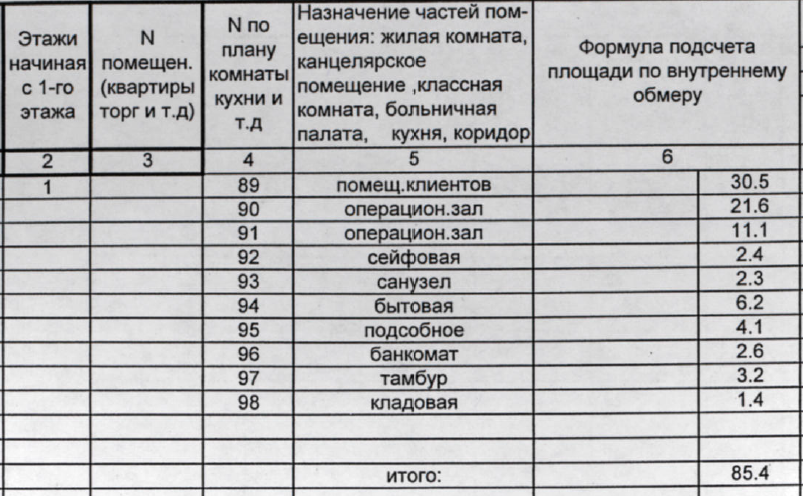 Этажи начиная с 1-го этажа
N помещен. (квартиры торг и т.д)
N по плану комнаты кухни и т.д
Назначение частей пом-ещения: жилая комната, канцелярское помещение ,классная комната, больничная палата, кухня, коридор
Формула подсчета площади по внутреннему обмеру
2 3 4 5 6
1 89 помещ.клиентов 30.5
90 операцион.зал 21.6
91 операцион.зал 11.1
92 сейфовая 2.4
93 санузел 2.3
94 бытовая 6.2
95 подсобное 4.1
96 банкомат 2.6
97 тамбур 3.2
98 кладовая 1.4
итого: 85.4